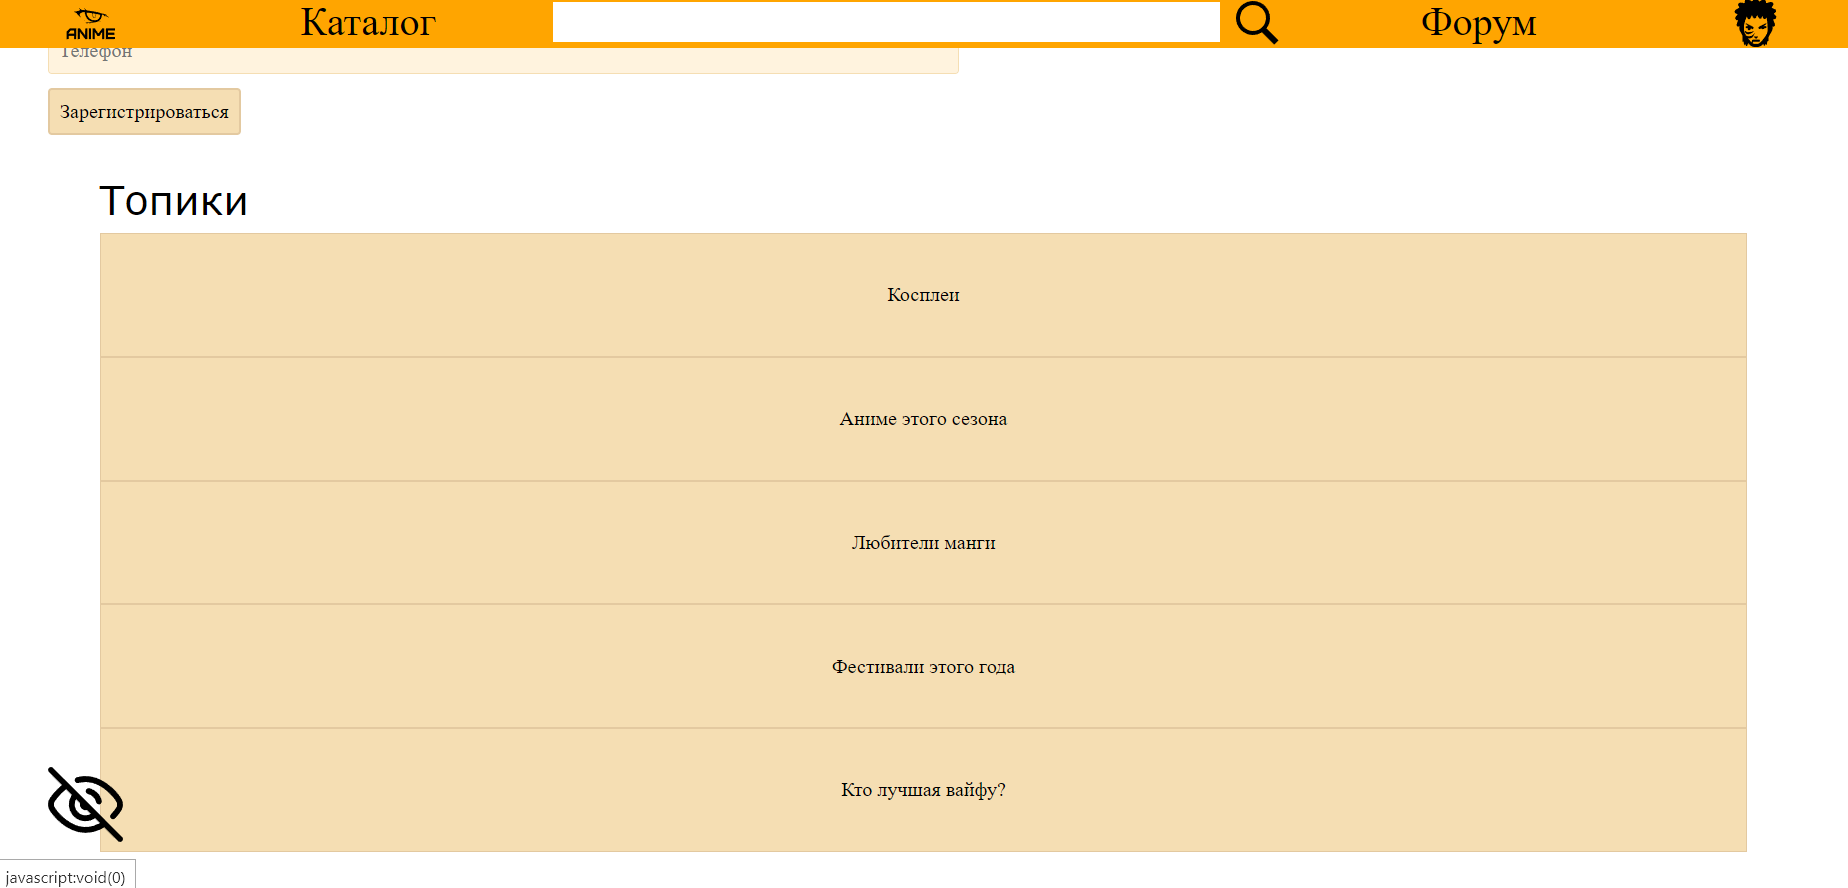 ANIME
Каталог
Форум
Телефон
Зарегистрироваться
Топики
Косплеи
Аниме этого сезона
Любители манги
Фестивали этого года
Кто лучшая вайфу?
javascript:void(0)